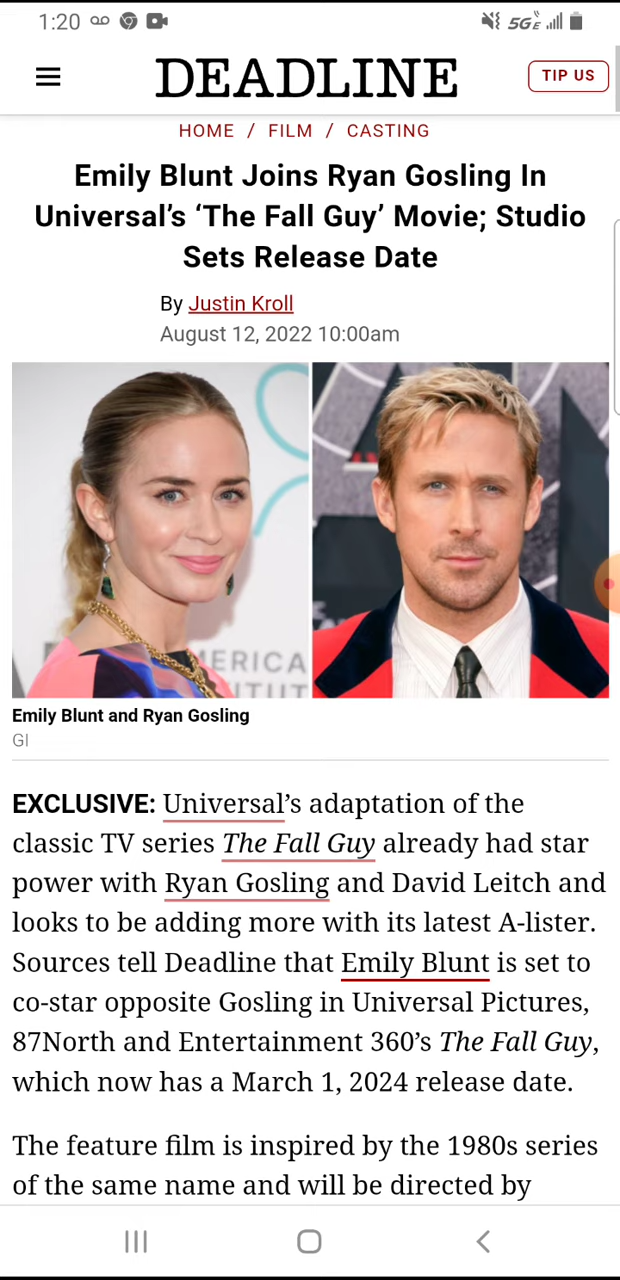 1:20
5GE
DEADLINE
TIP US
HOME / FILM / CASTING
Emily Blunt Joins Ryan Gosling In
Universal’s ‘The Fall Guy’ Movie; Studio
Sets Release Date
By Justin Kroll
August 12, 2022 10:00am
MERICA
ITUT
Emily Blunt and Ryan Gosling
GI
EXCLUSIVE: Universal’s adaptation of the
classic TV series The Fall Guy already had star
power with Ryan Gosling and David Leitch and
looks to be adding more with its latest A-lister.
Sources tell Deadline that Emily Blunt is set to
co-star opposite Gosling in Universal Pictures,
87North and Entertainment 360’s The Fall Guy,
which now has a March 1, 2024 release date.
The feature film is inspired by the 1980s series
of the same name and will be directed by